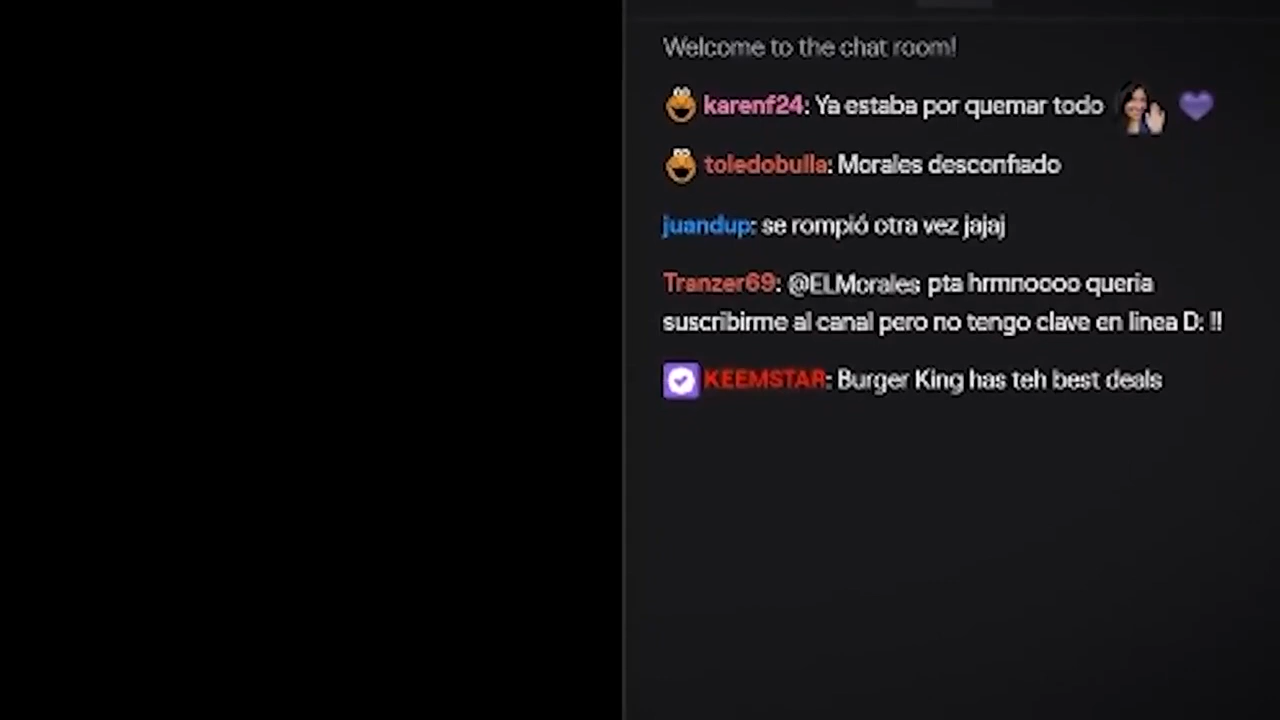 Welcome to the chat room!
karenf24: Ya estaba por quemar todo
toledobulla: Morales desconfiado
juandup: se rompió otra vez jajaj
Tranzer69: @ELMorales pta hrmnoooo queria
suscribirme al canal pero no tengo clave en linea D: !!
KEEMSTAR: Burger King has teh best deals